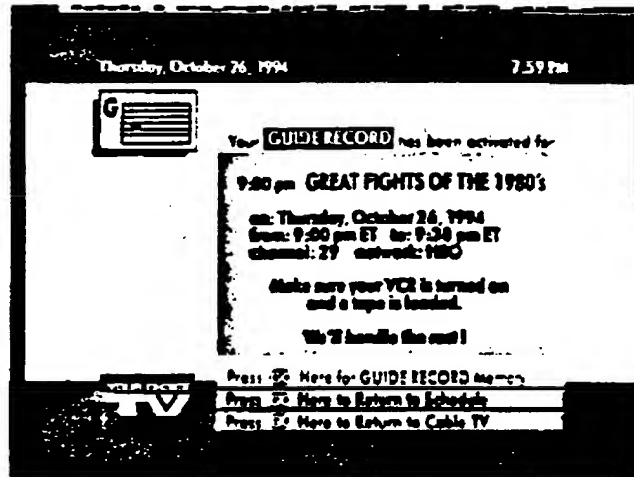 Thursday, October 26, 1994 7:59 PM
G
Your GUIDE RECORD has been activated for
9:00 pm GREAT FIGHTS OF THE 1980's
on: Thursday, October 26, 1994
from: 9:00 pm ET to: 9:30 pm ET
channel: 29 network: HBO
Make sure your VCR is turned on
and a tape is loaded.
We'll handle the rest!
Press Here for GUIDE RECORD Memory
Press Here to Return to Schedule
Press Here to Return to Cable TV
TV